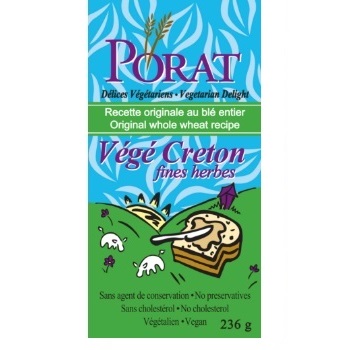 PORAT
Délices Végétariens • Vegetarian Delight
Recette originale au blé entier
Original whole wheat recipe
Végé Creton
fines herbes
Sans agent de conservation • No preservatives
Sans cholestérol • No cholesterol
Végétalien • Vegan
236 g